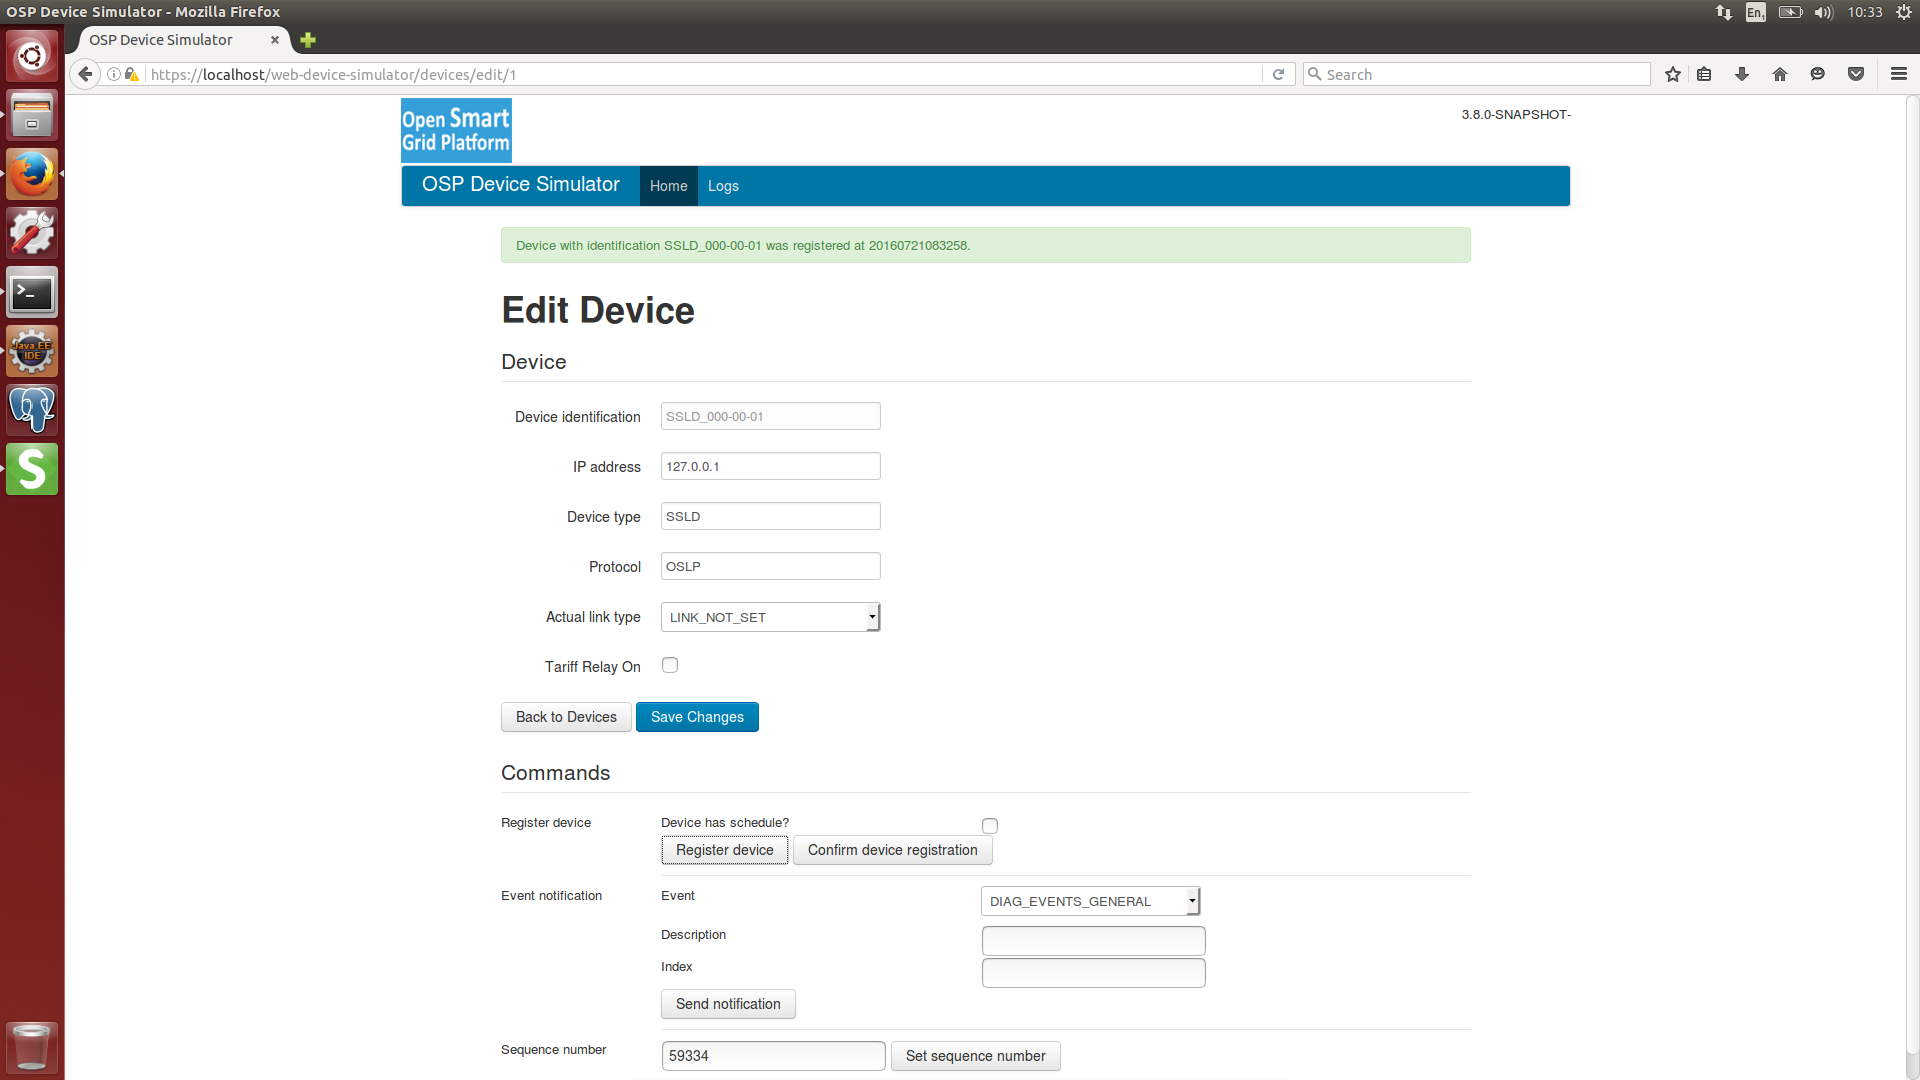 OSP Device Simulator - Mozilla Firefox
En1
10:33
OSP Device Simulator
https://localhost/web-device-simulator/devices/edit/1
Search
Open Smart
Grid Platform
3.8.0-SNAPSHOT-
OSP Device Simulator Home Logs
Device with identification SSLD_000-00-01 was registered at 20160721083258.
Edit Device
Device
Device identification SSLD_000-00-01
IP address 127.0.0.1
Device type SSLD
Protocol OSLP
Actual link type LINK_NOT_SET
Tariff Relay On
Back to Devices Save Changes
Commands
Register device Device has schedule?
Register device Confirm device registration
Event notification Event DIAG_EVENTS_GENERAL
Description
Index
Send notification
Sequence number 59334 Set sequence number
Java EE
IDE
S